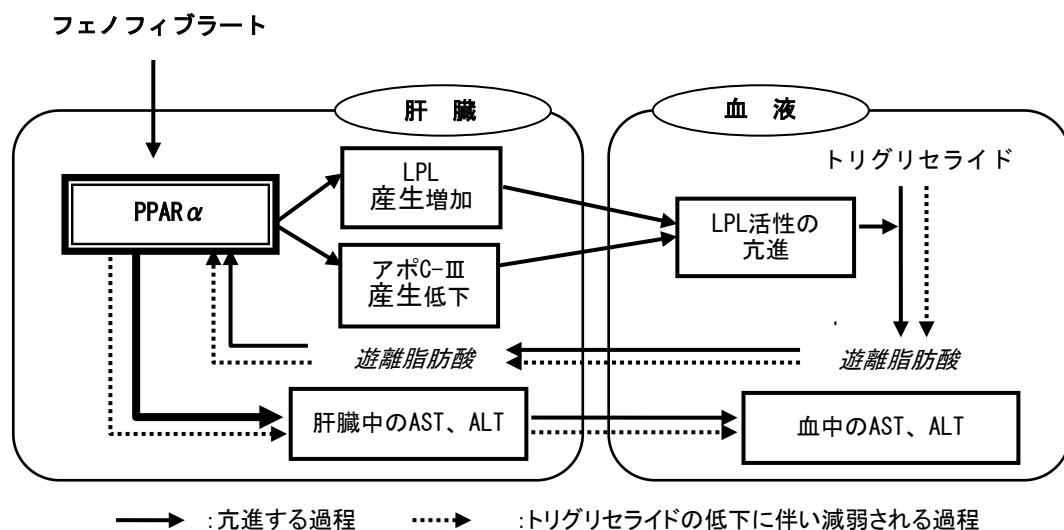 フェノフィブラート
肝 臓
血 液
PPARα
LPL
産生増加
アポC-Ⅲ
産生低下
LPL活性の
亢進
トリグリセライド
遊離脂肪酸
遊離脂肪酸
肝臓中のAST、ALT
血中のAST、ALT
:亢進する過程
:トリグリセライドの低下に伴い減弱される過程